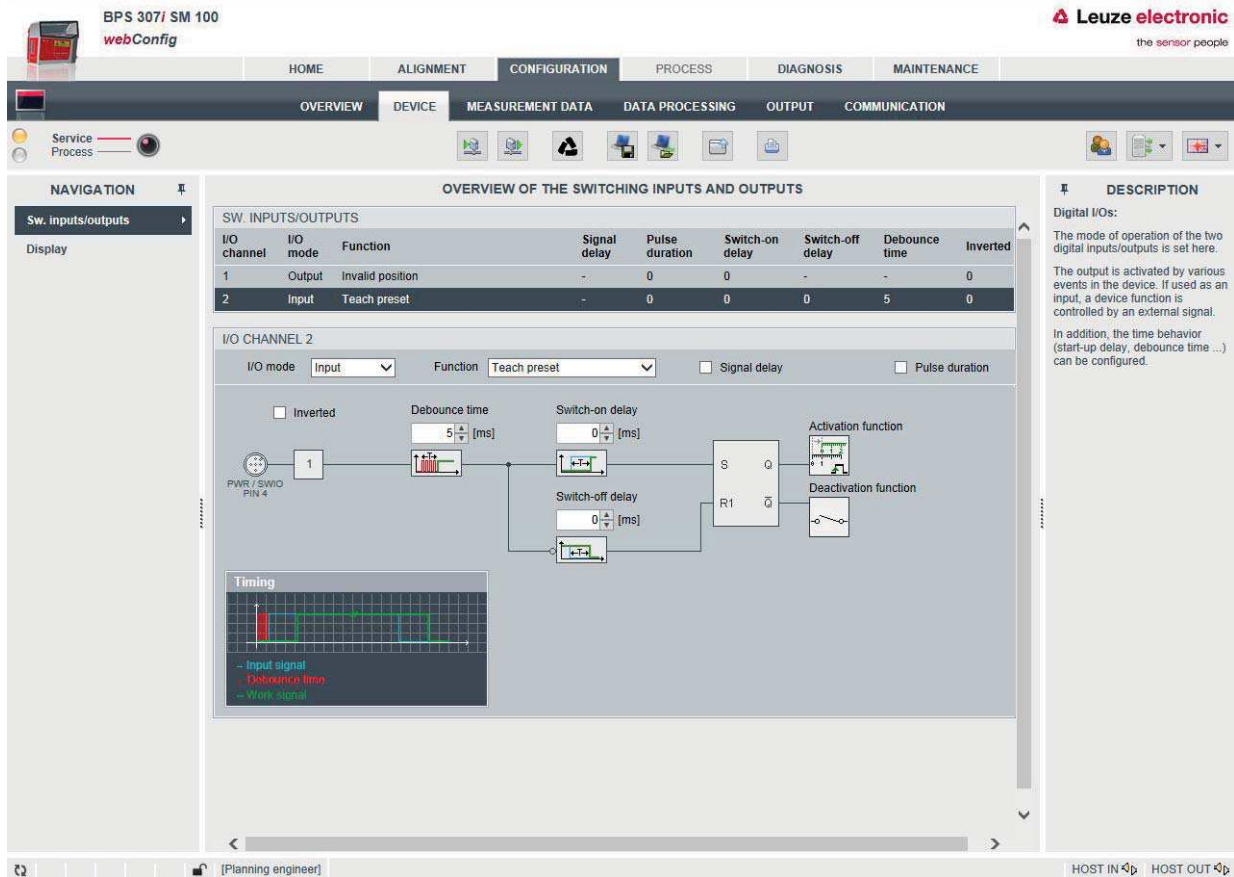 BPS 307i SM 100
webConfig
Leuze electronic
the sensor people
HOME ALIGNMENT CONFIGURATION PROCESS DIAGNOSIS MAINTENANCE
OVERVIEW DEVICE MEASUREMENT DATA DATA PROCESSING OUTPUT COMMUNICATION
Service
Process
NAVIGATION
Sw. inputs/outputs
Display
OVERVIEW OF THE SWITCHING INPUTS AND OUTPUTS
SW. INPUTS/OUTPUTS
I/O channel I/O mode Function Signal delay Pulse duration Switch-on delay Switch-off delay Debounce time Inverted
1 Output Invalid position - 0 0 - - 0
2 Input Teach preset - 0 0 0 5 0
I/O CHANNEL 2
I/O mode Input Function Teach preset Signal delay Pulse duration
Inverted
Debounce time
5 [ms]
Switch-on delay
0 [ms]
Activation function
1
S Q
PWR / SWIO
PIN 4
Switch-off delay
0 [ms]
Deactivation function
R1 Q̅
Timing
– Input signal
– Debounce time
– Work signal
DESCRIPTION
Digital I/Os:
The mode of operation of the two
digital inputs/outputs is set here.
The output is activated by various
events in the device. If used as an
input, a device function is
controlled by an external signal.
In addition, the time behavior
(start-up delay, debounce time ...)
can be configured.
[Planning engineer]
HOST IN HOST OUT